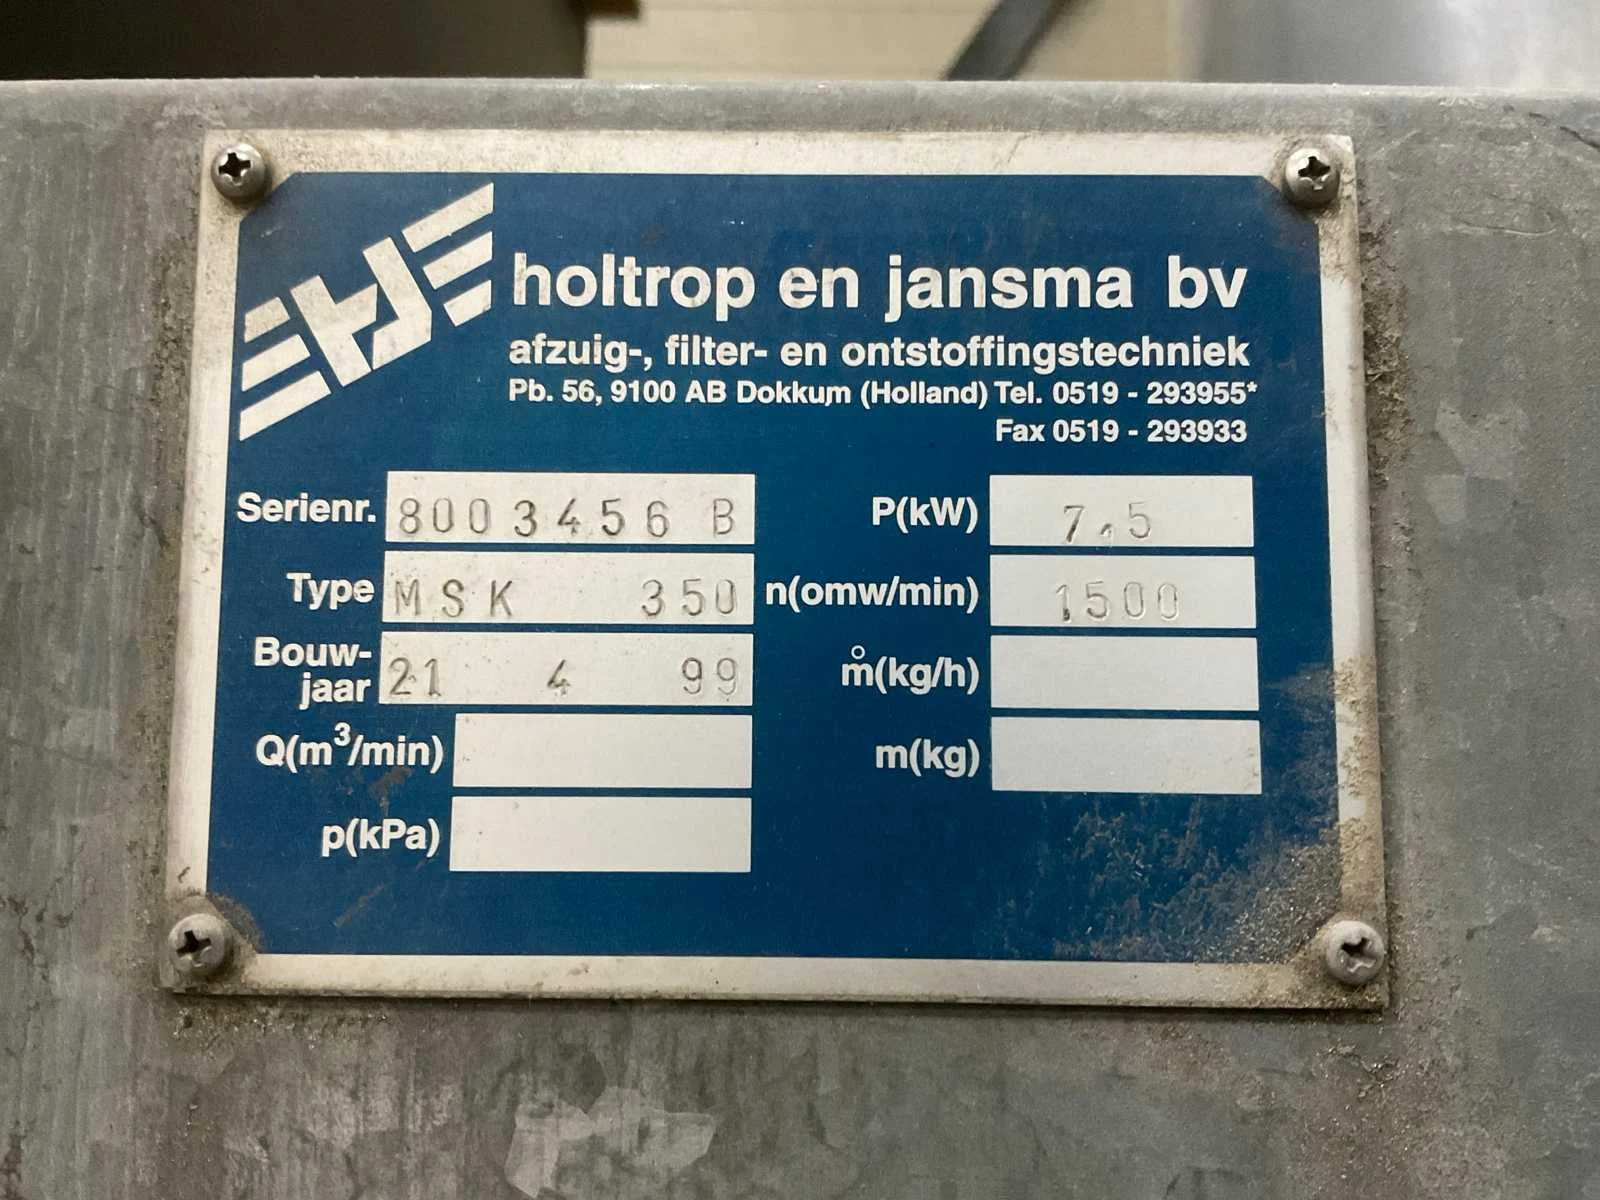 holtrop en jansma bv
afzuig-, filter- en ontstoffingstechniek
Pb. 56, 9100 AB Dokkum (Holland) Tel. 0519 - 293955*
Fax 0519 - 293933
Serienr. 8003456 B
P(kW) 7,5
Type MSK 350
n(omw/min) 1500
Bouw-
jaar 21 4 99
m̊(kg/h)
Q(m³/min)
m(kg)
p(kPa)